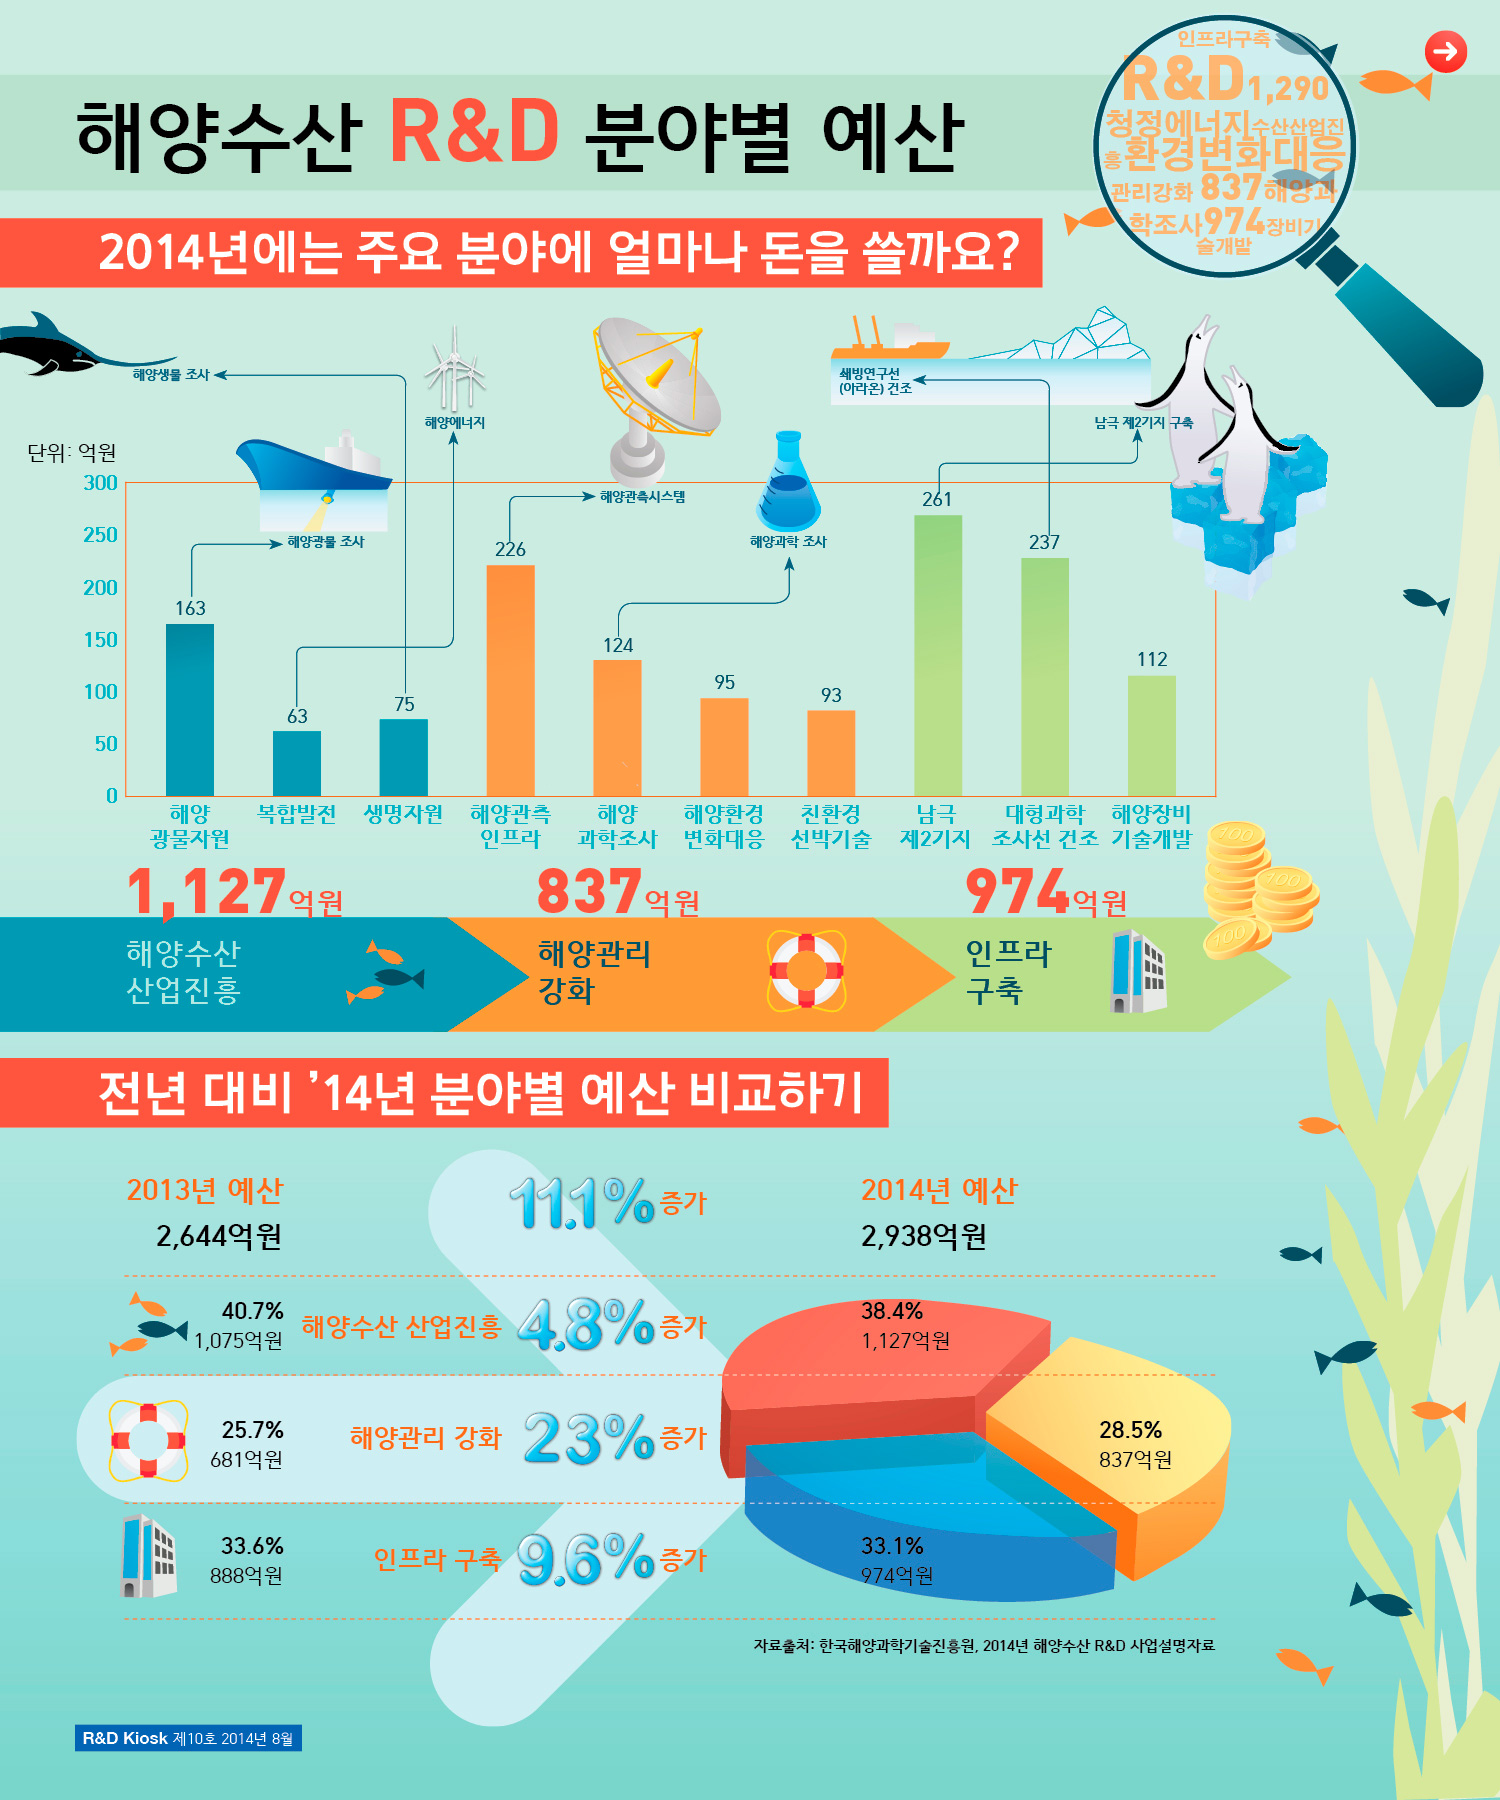 인프라구축
R&D 1,290
청정에너지 수산산업진
흥 환경변화대응
관리강화 837 해양과
학조사 974 장비기
술개발
해양수산 R&D 분야별 예산
2014년에는 주요 분야에 얼마나 돈을 쓸까요?
해양생물 조사
해양에너지
쇄빙연구선
(아라온) 건조
남극 제2기지 구축
단위: 억원
해양관측시스템
해양광물 조사
해양과학 조사
300
250
200
150
100
50
0
163
63
75
226
124
95
93
261
237
112
해양
광물자원
복합발전
생명자원
해양관측
인프라
해양
과학조사
해양환경
변화대응
친환경
선박기술
남극
제2기지
대형과학
조사선 건조
해양장비
기술개발
100
100
100
1,127억원
해양수산
산업진흥
837억원
해양관리
강화
974억원
인프라
구축
전년 대비 ’14년 분야별 예산 비교하기
2013년 예산
2,644억원
11.1% 증가
2014년 예산
2,938억원
40.7%
1,075억원
해양수산 산업진흥 4.8% 증가
38.4%
1,127억원
25.7%
681억원
해양관리 강화 23% 증가
28.5%
837억원
33.6%
888억원
인프라 구축 9.6% 증가
33.1%
974억원
자료출처: 한국해양과학기술진흥원, 2014년 해양수산 R&D 사업설명자료
R&D Kiosk 제10호 2014년 8월